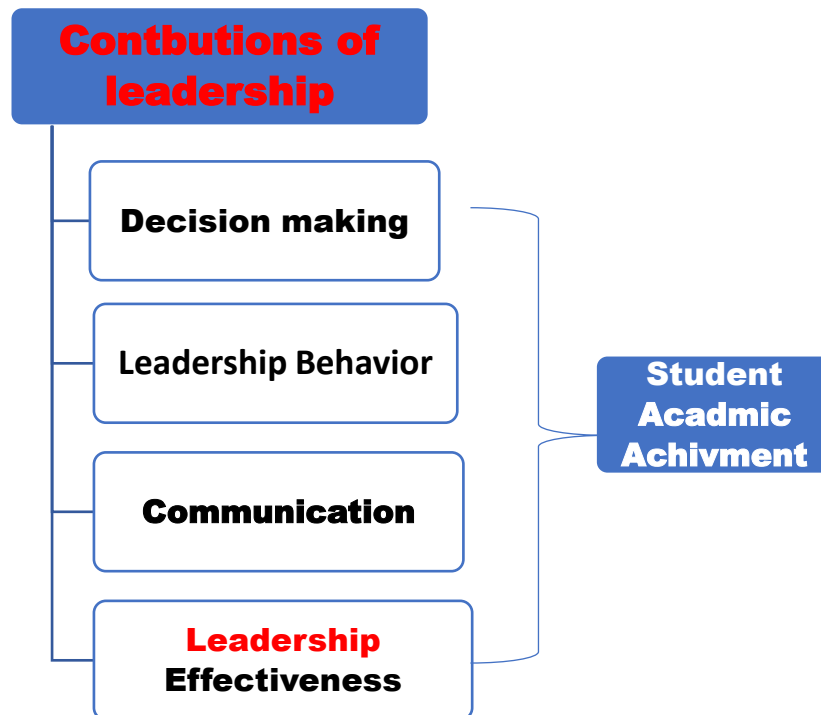 Contbutions of
leadership
Decision making
Leadership Behavior
Communication
Leadership
Effectiveness
Student
Acadmic
Achivment